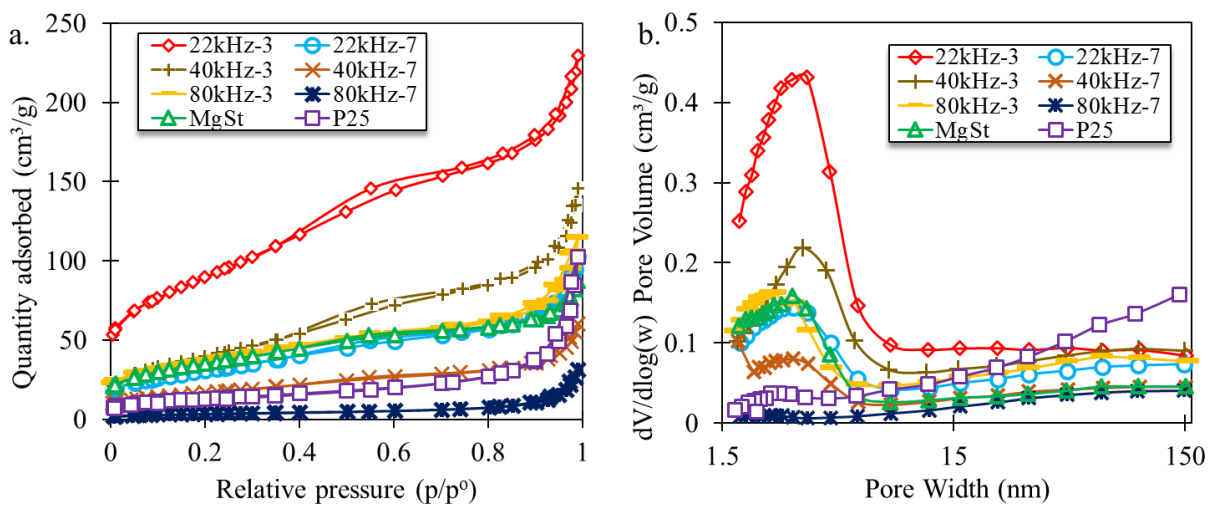 a.
Quantity adsorbed (cm³/g)
250
200
150
100
50
0
22kHz-3 22kHz-7
40kHz-3 40kHz-7
80kHz-3 80kHz-7
MgSt P25
0 0.2 0.4 0.6 0.8 1
Relative pressure (p/p°)
b.
dV/dlog(w) Pore Volume (cm³/g)
0.5
0.4
0.3
0.2
0.1
0
22kHz-3 22kHz-7
40kHz-3 40kHz-7
80kHz-3 80kHz-7
MgSt P25
1.5 15 150
Pore Width (nm)